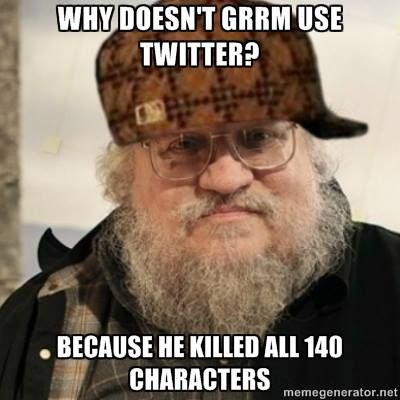 WHY DOESN'T GRRM USE
TWITTER?
BECAUSE HE KILLED ALL 140
CHARACTERS
memegenerator.net